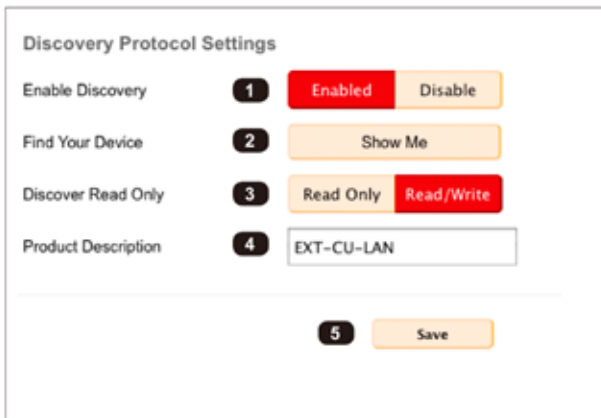 Discovery Protocol Settings
Enable Discovery 1 Enabled Disable
Find Your Device 2 Show Me
Discover Read Only 3 Read Only Read/Write
Product Description 4 EXT-CU-LAN
5 Save